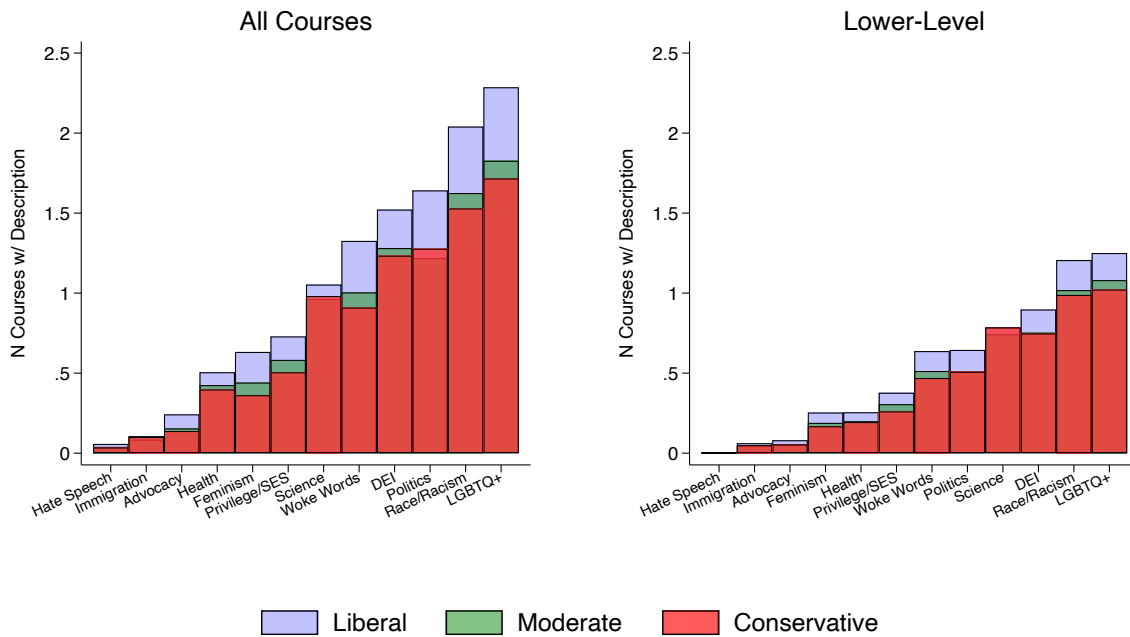 All Courses
N Courses w/ Description
2.5
2
1.5
1
.5
0
Hate Speech
Immigration
Advocacy
Health
Feminism
Privilege/SES
Science
Woke Words
DEI
Politics
Race/Racism
LGBTQ+
Lower-Level
N Courses w/ Description
2.5
2
1.5
1
.5
0
Hate Speech
Immigration
Advocacy
Feminism
Health
Privilege/SES
Woke Words
Politics
Science
DEI
Race/Racism
LGBTQ+
Liberal
Moderate
Conservative